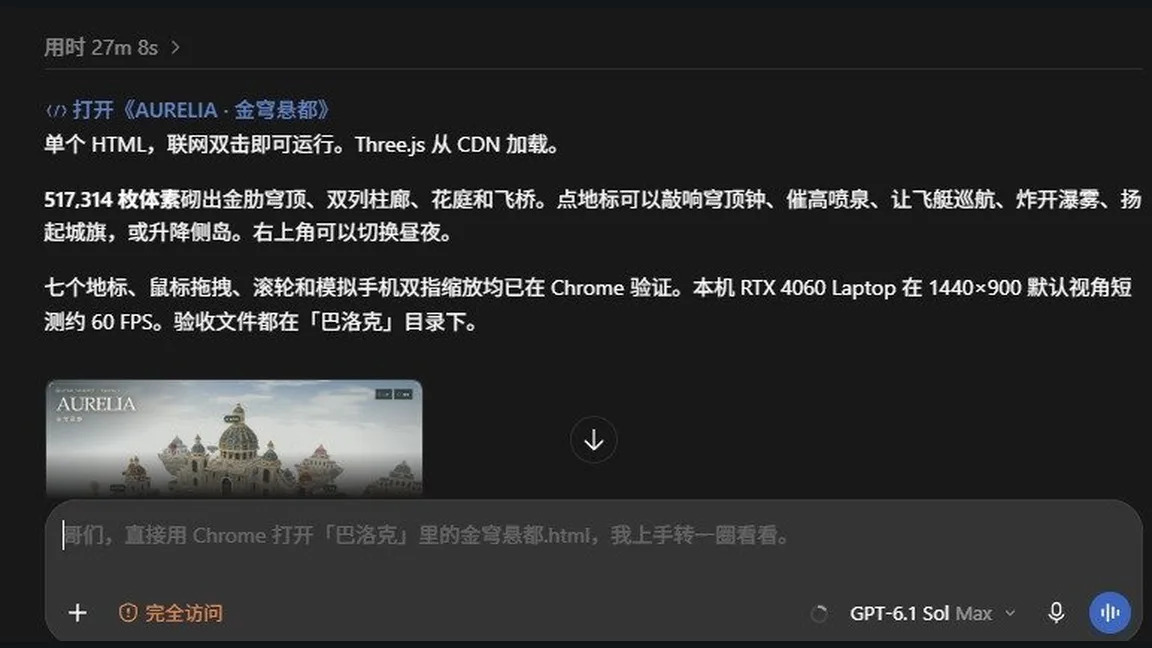 用时 27m 8s
打开《AURELIA · 金穹悬都》
单个 HTML，联网双击即可运行。Three.js 从 CDN 加载。
517,314 枚体素砌出金肋穹顶、双列柱廊、花庭和飞桥。点地标可以敲响穹顶钟、催高喷泉、让飞艇巡航、炸开瀑雾、扬
起城旗，或升降侧岛。右上角可以切换昼夜。
七个地标、鼠标拖拽、滚轮和模拟手机双指缩放均已在 Chrome 验证。本机 RTX 4060 Laptop 在 1440×900 默认视角短
测约 60 FPS。验收文件都在「巴洛克」目录下。
AURELIA
哥们，直接用 Chrome 打开「巴洛克」里的金穹悬都.html，我上手转一圈看看。
完全访问
GPT-6.1 Sol Max